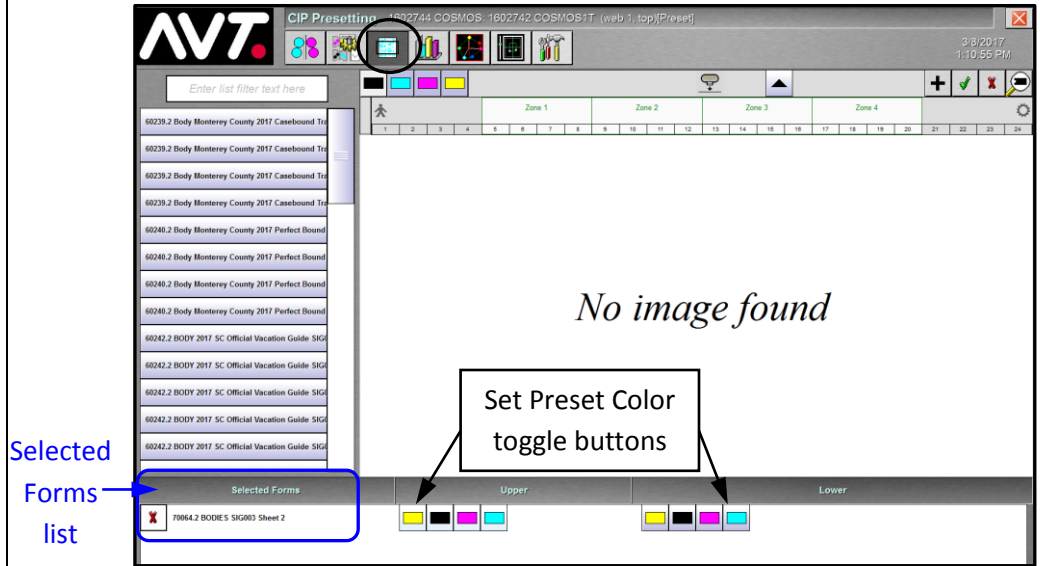 AVT
CIP Presetting 1602744 COSMOS: 1602742 COSMOS1T (web 1, top)[Preset]
3/8/2017
1:10:55 PM
Enter list filter text here
Zone 1 Zone 2 Zone 3 Zone 4
1 2 3 4 5 6 7 8 9 10 11 12 13 14 15 16 17 18 19 20 21 22 23 24
60239.2 Body Monterey County 2017 Casebound Tra
60239.2 Body Monterey County 2017 Casebound Tra
60239.2 Body Monterey County 2017 Casebound Tra
60239.2 Body Monterey County 2017 Casebound Tra
60240.2 Body Monterey County 2017 Perfect Bound
60240.2 Body Monterey County 2017 Perfect Bound
60240.2 Body Monterey County 2017 Perfect Bound
60240.2 Body Monterey County 2017 Perfect Bound
60242.2 BODY 2017 SC Official Vacation Guide SIG
60242.2 BODY 2017 SC Official Vacation Guide SIG
60242.2 BODY 2017 SC Official Vacation Guide SIG
60242.2 BODY 2017 SC Official Vacation Guide SIG
60242.2 BODY 2017 SC Official Vacation Guide SIG
No image found
Set Preset Color
toggle buttons
Selected
Forms
list
Selected Forms Upper Lower
70064.2 BODIES SIG003 Sheet 2